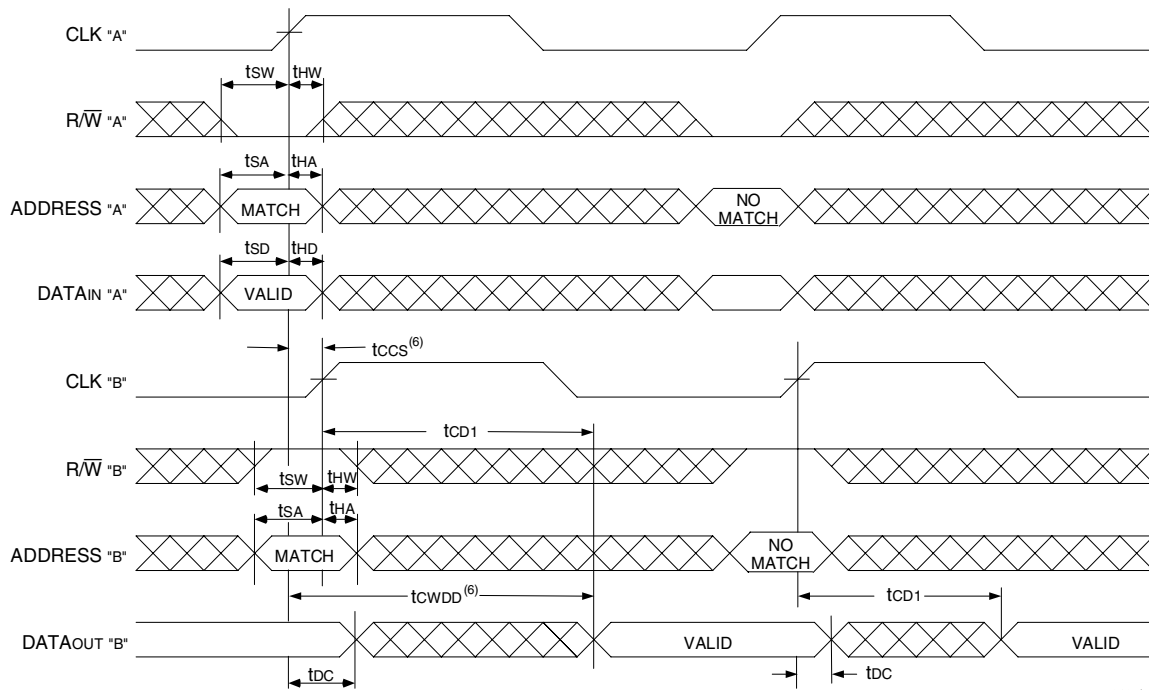 CLK "A"
tSW tHW
R/W̅ "A"
tSA tHA
ADDRESS "A" MATCH NO MATCH
tSD tHD
DATAIN "A" VALID
tCCS(6)
CLK "B"
tCD1
R/W̅ "B"
tSW tHW
tSA tHA
ADDRESS "B" MATCH NO MATCH
tCWDD(6) tCD1
DATAOUT "B" VALID VALID
tDC tDC